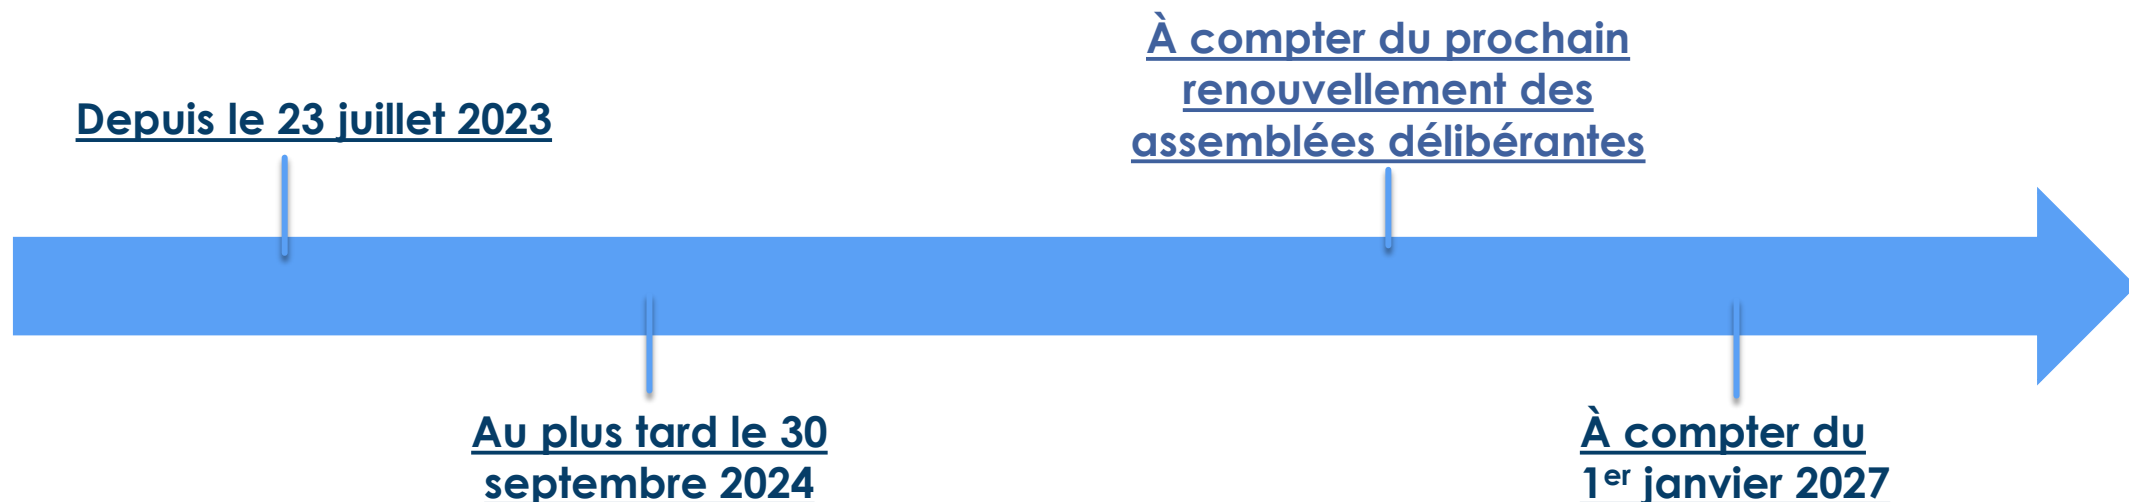 Depuis le 23 juillet 2023
À compter du prochain
renouvellement des
assemblées délibérantes
Au plus tard le 30
septembre 2024
À compter du
1er janvier 2027